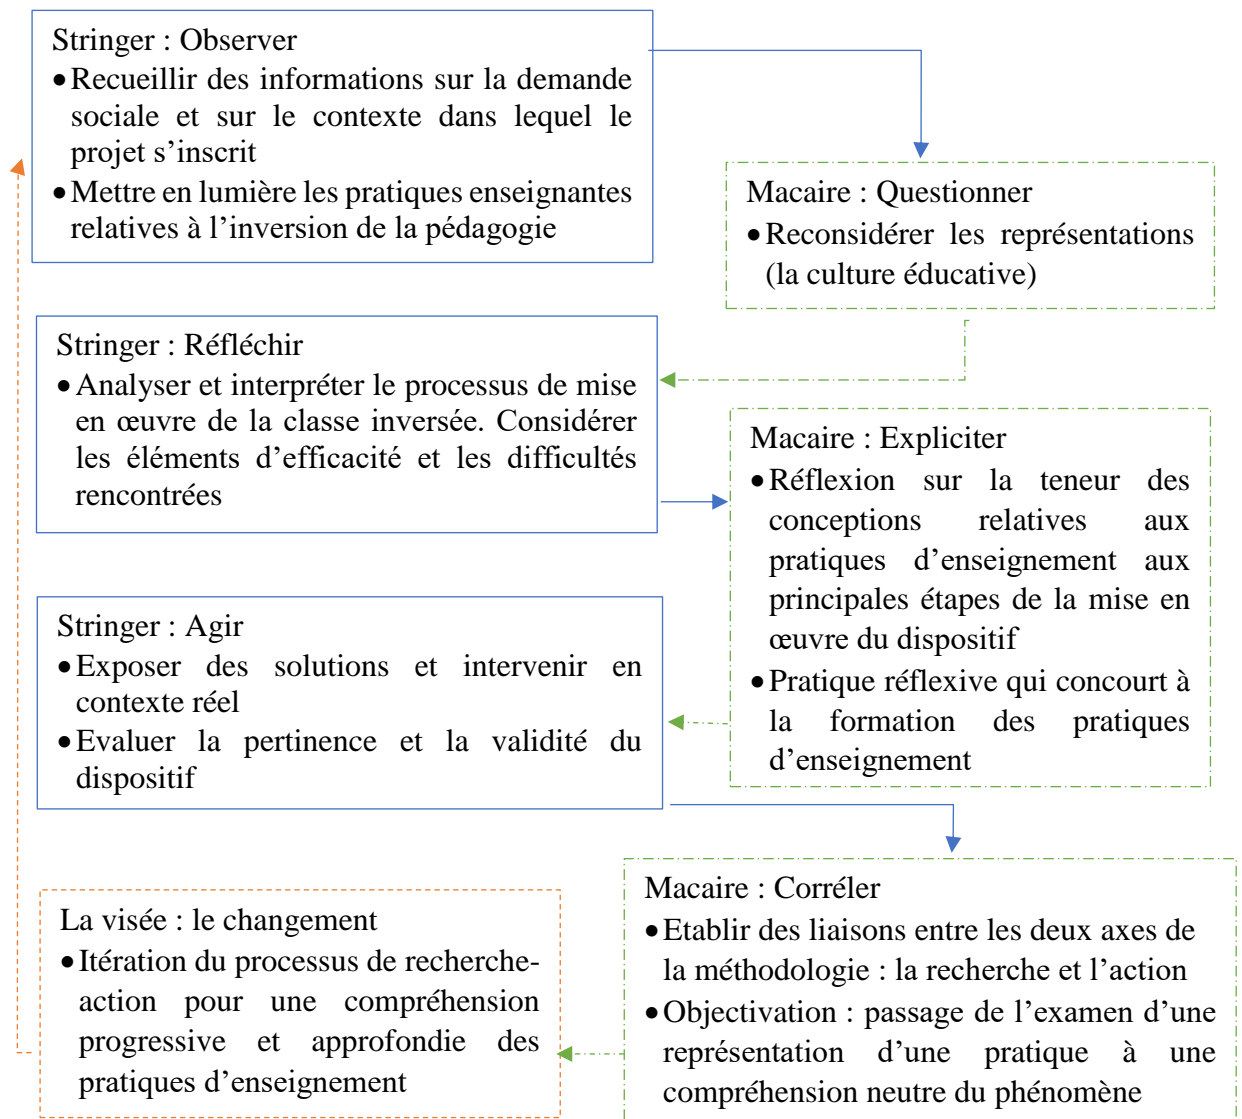 Stringer : Observer
• Recueillir des informations sur la demande
sociale et sur le contexte dans lequel le
projet s’inscrit
• Mettre en lumière les pratiques enseignantes
relatives à l’inversion de la pédagogie
Macaire : Questionner
• Reconsidérer les représentations
(la culture éducative)
Stringer : Réfléchir
• Analyser et interpréter le processus de mise
en œuvre de la classe inversée. Considérer
les éléments d’efficacité et les difficultés
rencontrées
Macaire : Expliciter
• Réflexion sur la teneur des
conceptions relatives aux
pratiques d’enseignement aux
principales étapes de la mise en
œuvre du dispositif
• Pratique réflexive qui concourt à
la formation des pratiques
d’enseignement
Stringer : Agir
• Exposer des solutions et intervenir en
contexte réel
• Evaluer la pertinence et la validité du
dispositif
Macaire : Corréler
• Etablir des liaisons entre les deux axes de
la méthodologie : la recherche et l’action
• Objectivation : passage de l’examen d’une
représentation d’une pratique à une
compréhension neutre du phénomène
La visée : le changement
• Itération du processus de recherche-
action pour une compréhension
progressive et approfondie des
pratiques d’enseignement